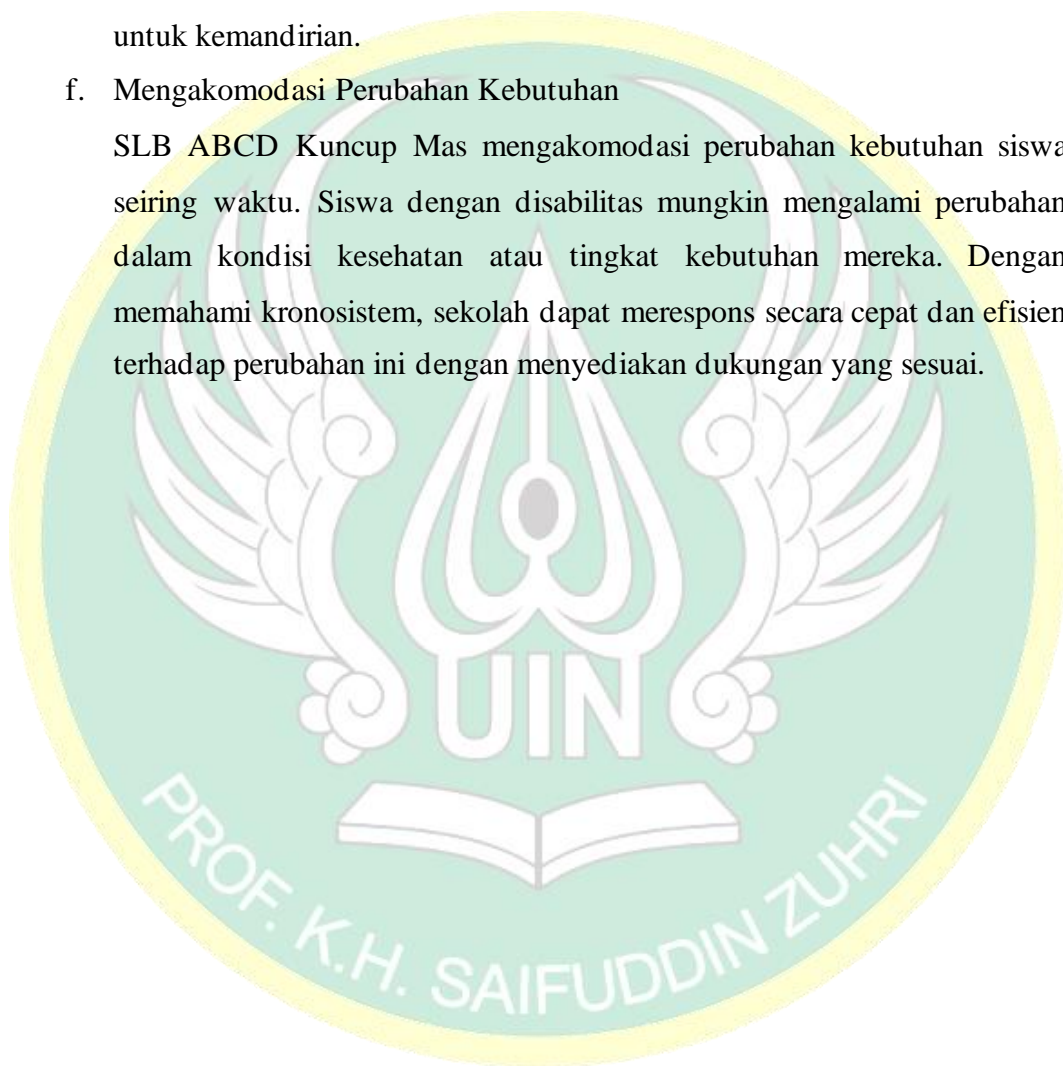 untuk kemandirian.
f. Mengakomodasi Perubahan Kebutuhan
SLB ABCD Kuncup Mas mengakomodasi perubahan kebutuhan siswa
seiring waktu. Siswa dengan disabilitas mungkin mengalami perubahan
dalam kondisi kesehatan atau tingkat kebutuhan mereka. Dengan
memahami kronosistem, sekolah dapat merespons secara cepat dan efisien
terhadap perubahan ini dengan menyediakan dukungan yang sesuai.
UIN
PROF. K.H. SAIFUDDIN ZUHRI